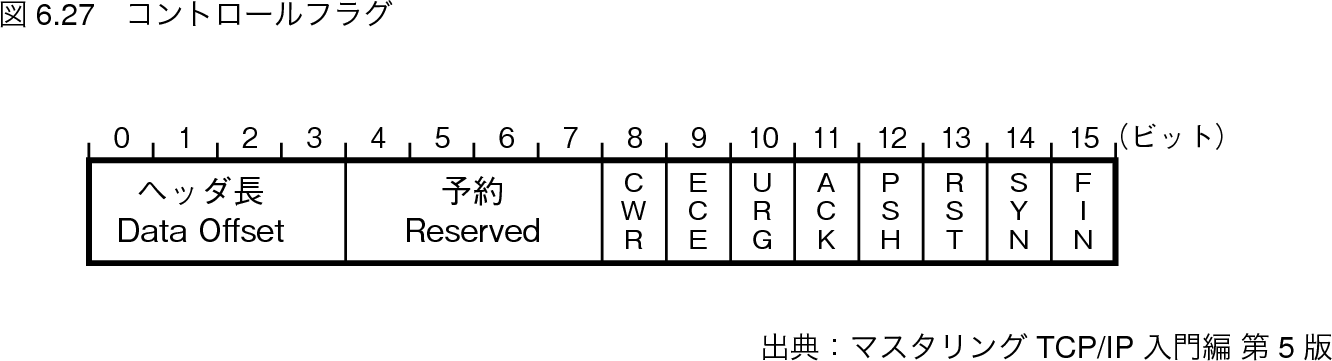 図 6.27　コントロールフラグ
0 1 2 3 4 5 6 7 8 9 10 11 12 13 14 15 (ビット)
ヘッダ長
Data Offset
予約
Reserved
CWR
ECE
URG
ACK
PSH
RST
SYN
FIN
出典：マスタリング TCP/IP 入門編 第 5 版